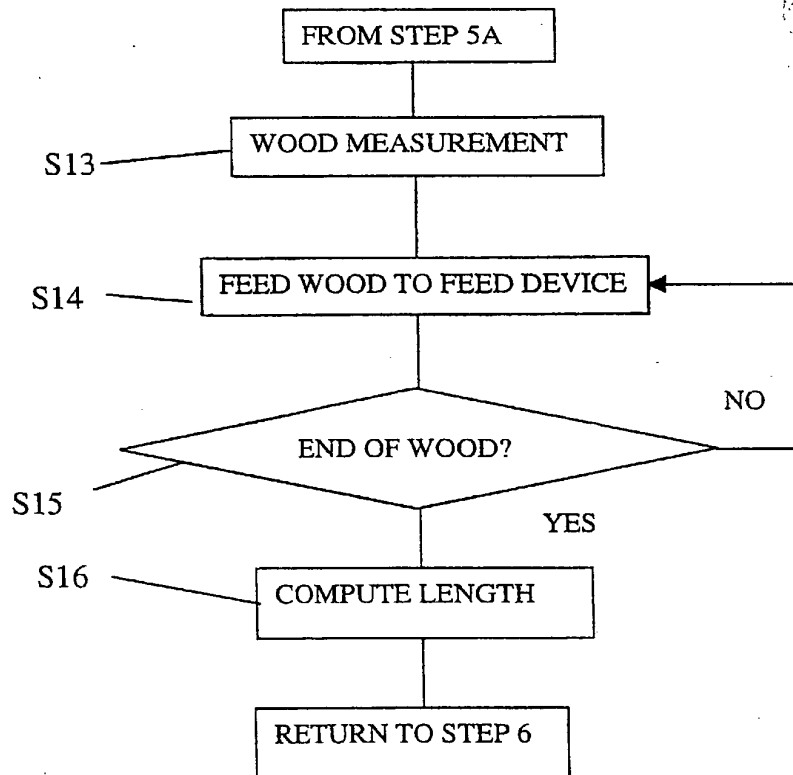 FROM STEP 5A
WOOD MEASUREMENT
S13
FEED WOOD TO FEED DEVICE
S14
NO
END OF WOOD?
S15
YES
S16
COMPUTE LENGTH
RETURN TO STEP 6